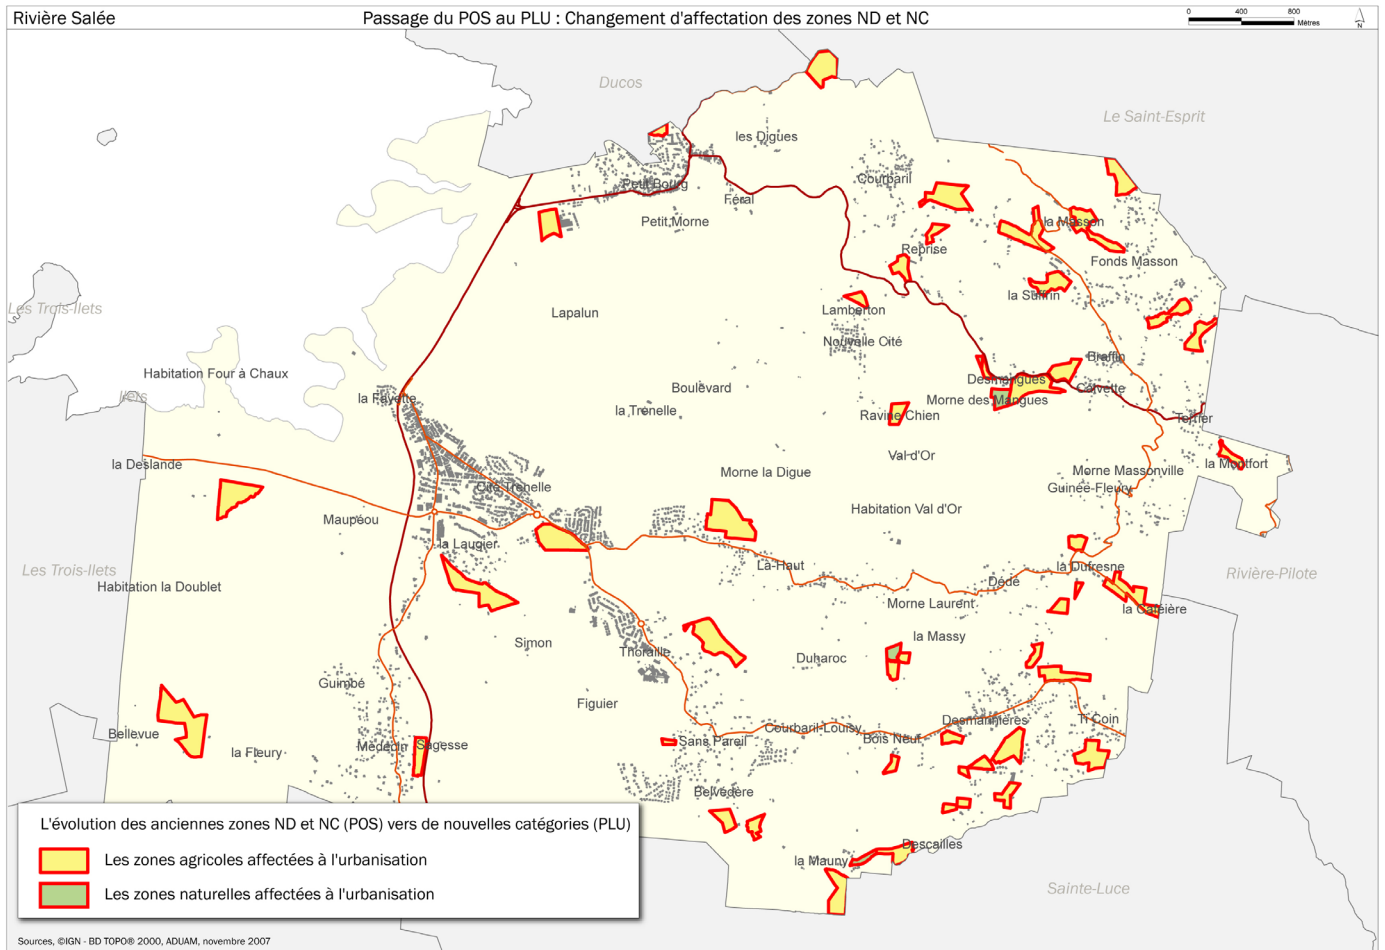 Rivière Salée
Passage du POS au PLU : Changement d'affectation des zones ND et NC
0 400 800
Mètres
N
Ducos
Le Saint-Esprit
les Digues
Courbaril
Petit Bourg
Féral
Petit Morne
la Masson
Reprise
Fonds Masson
la Suffrin
Les Trois-Ilets
Lapalun
Lamberton
Nouvelle Cité
Braffin
Habitation Four à Chaux
Desmengues
Calvette
Boulevard
la Fayette
Morne des Mangues
la Trenelle
Ravine Chien
Terrier
Val-d'Or
la Deslande
Morne la Digue
Morne Massonville
la Montfort
Cité Trenelle
Guinée-Fleury
Habitation Val d'Or
Maupéou
la Laugier
Là-Haut
la Dufresne
Les Trois-Ilets
Rivière-Pilote
Habitation la Doublet
Dédé
Morne Laurent
la Caféière
Simon
la Massy
Thoraille
Duharoc
Guimbé
Figuier
Desmarinières
Ti Coin
Bellevue
Courbaril-Louisy
Bois Neuf
Sans Pareil
la Fleury
Médecin
Sagesse
Belvédère
L'évolution des anciennes zones ND et NC (POS) vers de nouvelles catégories (PLU)
Descailles
Les zones agricoles affectées à l'urbanisation
la Mauny
Les zones naturelles affectées à l'urbanisation
Sainte-Luce
Sources, ©IGN - BD TOPO® 2000, ADUAM, novembre 2007